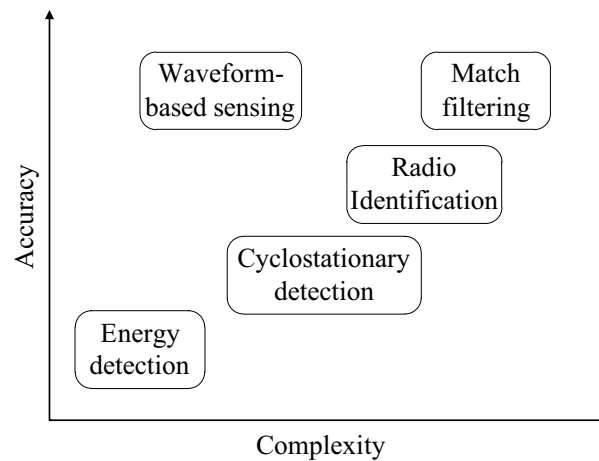 Accuracy
Waveform-
based sensing
Match
filtering
Radio
Identification
Cyclostationary
detection
Energy
detection
Complexity